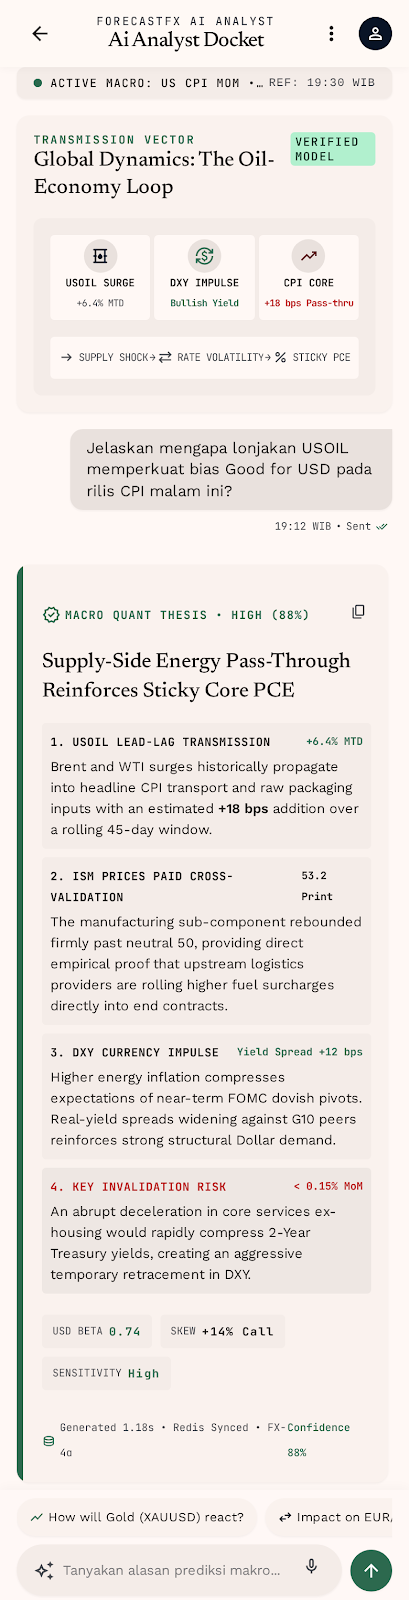 FORECASTFX AI ANALYST
Ai Analyst Docket
ACTIVE MACRO: US CPI MOM •… REF: 19:30 WIB
TRANSMISSION VECTOR
Global Dynamics: The Oil-
Economy Loop
VERIFIED
MODEL
USOIL SURGE
+6.4% MTD
DXY IMPULSE
Bullish Yield
CPI CORE
+18 bps Pass-thru
→ SUPPLY SHOCK→ RATE VOLATILITY→ % STICKY PCE
Jelaskan mengapa lonjakan USOIL
memperkuat bias Good for USD pada
rilis CPI malam ini?
19:12 WIB • Sent
MACRO QUANT THESIS • HIGH (88%)
Supply-Side Energy Pass-Through
Reinforces Sticky Core PCE
1. USOIL LEAD-LAG TRANSMISSION +6.4% MTD
Brent and WTI surges historically propagate
into headline CPI transport and raw packaging
inputs with an estimated +18 bps addition over
a rolling 45-day window.
2. ISM PRICES PAID CROSS-
VALIDATION
53.2
Print
The manufacturing sub-component rebounded
firmly past neutral 50, providing direct
empirical proof that upstream logistics
providers are rolling higher fuel surcharges
directly into end contracts.
3. DXY CURRENCY IMPULSE Yield Spread +12 bps
Higher energy inflation compresses
expectations of near-term FOMC dovish pivots.
Real-yield spreads widening against G10 peers
reinforces strong structural Dollar demand.
4. KEY INVALIDATION RISK < 0.15% MoM
An abrupt deceleration in core services ex-
housing would rapidly compress 2-Year
Treasury yields, creating an aggressive
temporary retracement in DXY.
USD BETA 0.74
SKEW +14% Call
SENSITIVITY High
Generated 1.18s • Redis Synced • FX-
4a
Confidence
88%
How will Gold (XAUUSD) react?
Impact on EUR/
Tanyakan alasan prediksi makro...